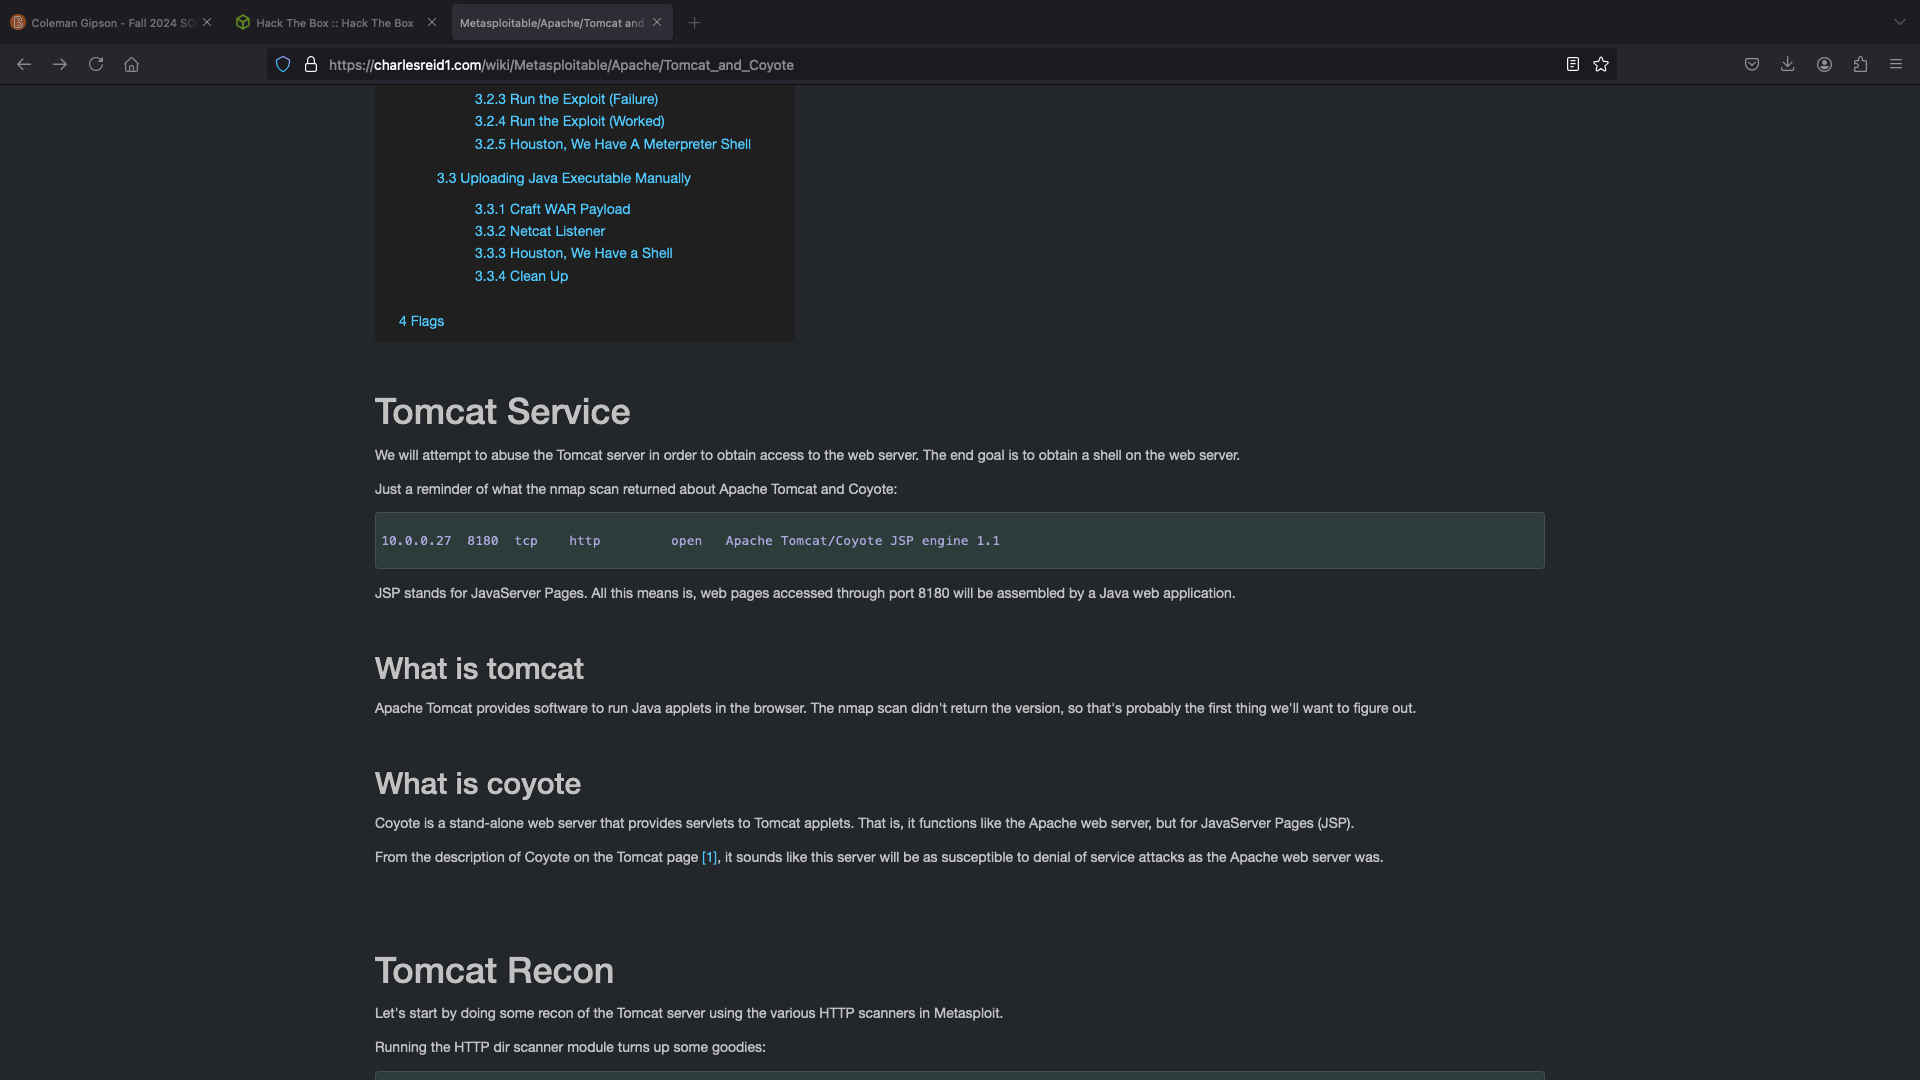 Coleman Gipson - Fall 2024 SO
Hack The Box :: Hack The Box
Metasploitable/Apache/Tomcat and
https://charlesreid1.com/wiki/Metasploitable/Apache/Tomcat_and_Coyote
3.2.3 Run the Exploit (Failure)
3.2.4 Run the Exploit (Worked)
3.2.5 Houston, We Have A Meterpreter Shell
3.3 Uploading Java Executable Manually
3.3.1 Craft WAR Payload
3.3.2 Netcat Listener
3.3.3 Houston, We Have a Shell
3.3.4 Clean Up
4 Flags
Tomcat Service
We will attempt to abuse the Tomcat server in order to obtain access to the web server. The end goal is to obtain a shell on the web server.
Just a reminder of what the nmap scan returned about Apache Tomcat and Coyote:
10.0.0.27  8180  tcp    http         open   Apache Tomcat/Coyote JSP engine 1.1
JSP stands for JavaServer Pages. All this means is, web pages accessed through port 8180 will be assembled by a Java web application.
What is tomcat
Apache Tomcat provides software to run Java applets in the browser. The nmap scan didn't return the version, so that's probably the first thing we'll want to figure out.
What is coyote
Coyote is a stand-alone web server that provides servlets to Tomcat applets. That is, it functions like the Apache web server, but for JavaServer Pages (JSP).
From the description of Coyote on the Tomcat page [1], it sounds like this server will be as susceptible to denial of service attacks as the Apache web server was.
Tomcat Recon
Let's start by doing some recon of the Tomcat server using the various HTTP scanners in Metasploit.
Running the HTTP dir scanner module turns up some goodies: